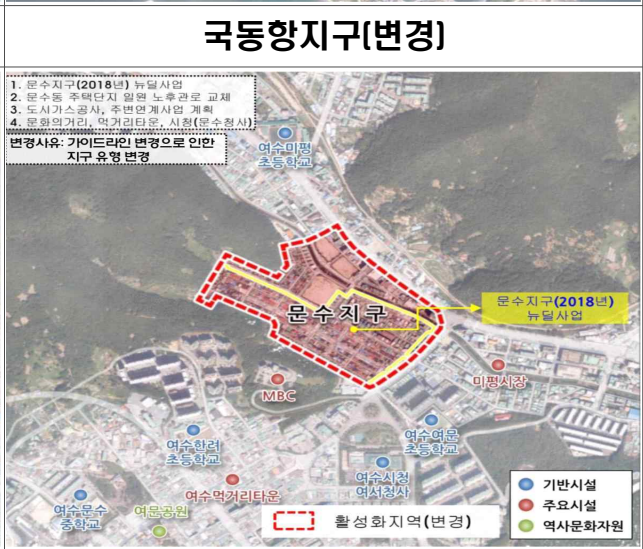 국동항지구(변경)
1. 문수지구(2018년) 뉴딜사업
2. 문수동 주택단지 일원 노후관로 교체
3. 도시가스공사, 주변연계사업 계획
4. 문화의거리, 먹거리타운, 시청(문수청사)
변경사유: 가이드라인 변경으로 인한
지구 유형 변경
여수미평
초등학교
문수지구
문수지구(2018년)
뉴딜사업
미평시장
MBC
여수한려
초등학교
여수여문
초등학교
여수시청
여서청사
여수먹거리타운
여수문수
중학교
여문공원
활성화지역(변경)
기반시설
주요시설
역사문화자원